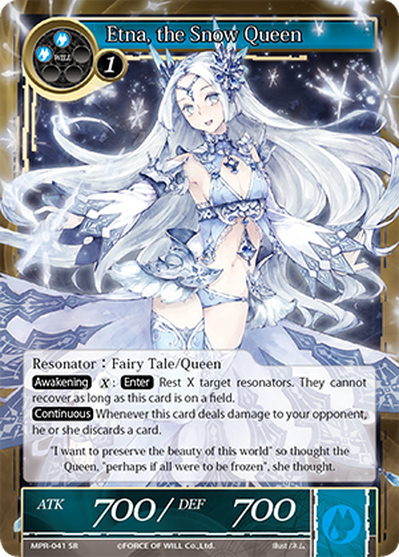 Etna, the Snow Queen
WILL
1
Resonator : Fairy Tale/Queen
Awakening X : Enter Rest X target resonators. They cannot
recover as long as this card is on a field.
Continuous Whenever this card deals damage to your opponent,
he or she discards a card.
"I want to preserve the beauty of this world" so thought the
Queen, "perhaps if all were to be frozen", she thought.
ATK 700 / DEF 700
MPR-041 SR ©FORCE OF WILL Co.,Ltd. Illust /